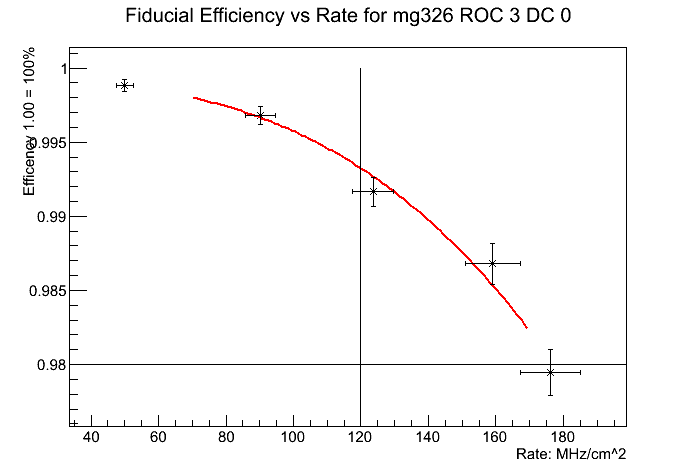 Fiducial Efficiency vs Rate for mg326 ROC 3 DC 0
Efficency 1.00 = 100%
1
0.995
0.99
0.985
0.98
40 60 80 100 120 140 160 180
Rate: MHz/cm^2